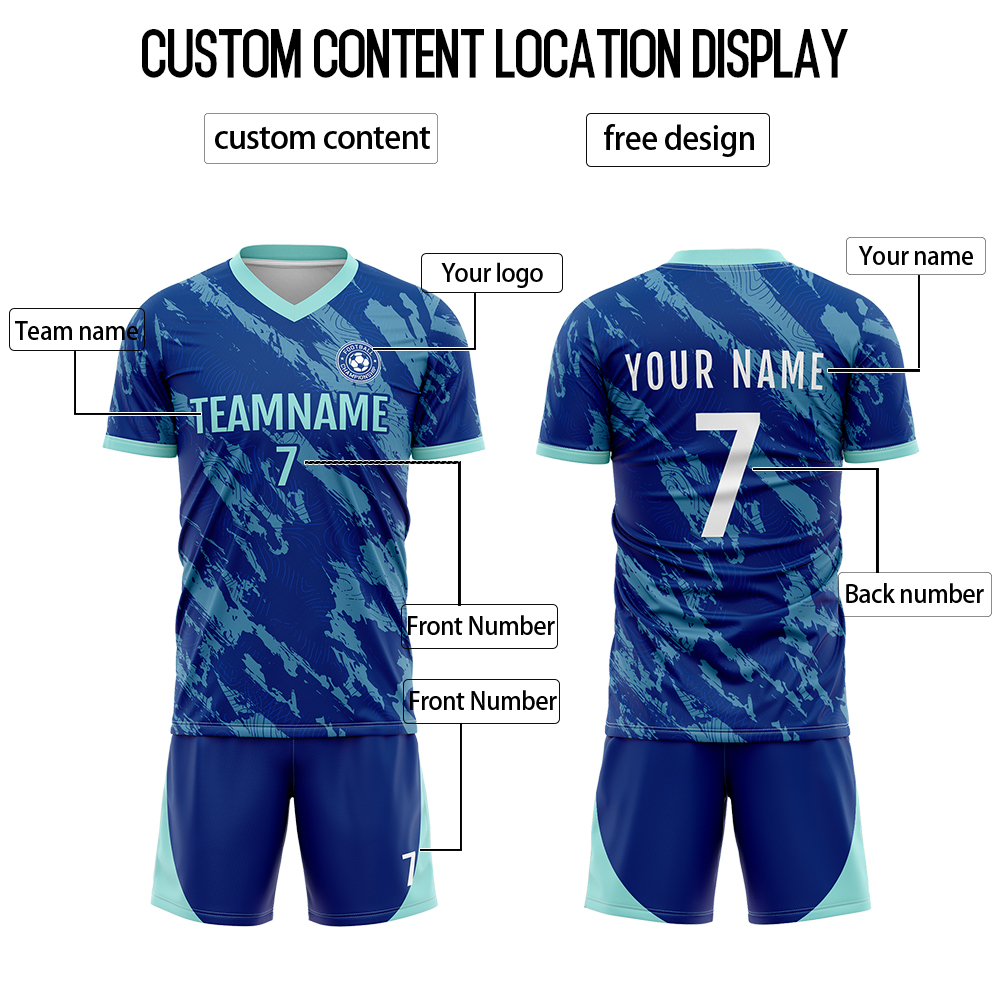 CUSTOM CONTENT LOCATION DISPLAY
custom content
free design
Your name
Your logo
Team name
FOOTBALL
CHAMPIONSHIP
YOUR NAME
TEAMNAME
7
7
Back number
Front Number
Front Number
7